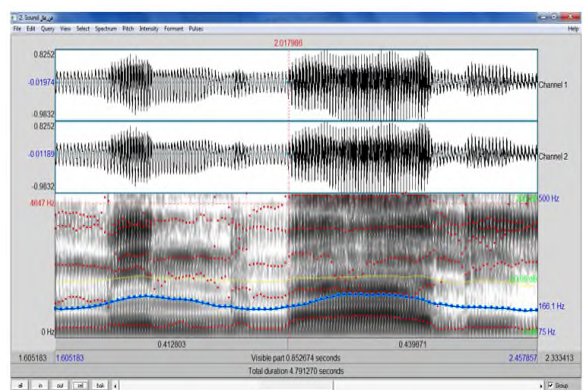 2. Sound
File Edit Query View Select Spectrum Pitch Intensity Formant Pulses Help
2.017986
0.8252
-0.01974
-0.9832
Channel 1
0.8252
-0.01189
-0.9832
Channel 2
4647 Hz
500 Hz
166.1 Hz
0 Hz
75 Hz
0.412803 0.439871
1.605183 1.605183 Visible part 0.852674 seconds 2.457857 2.333413
Total duration 4.791270 seconds
all in out sel bak Group